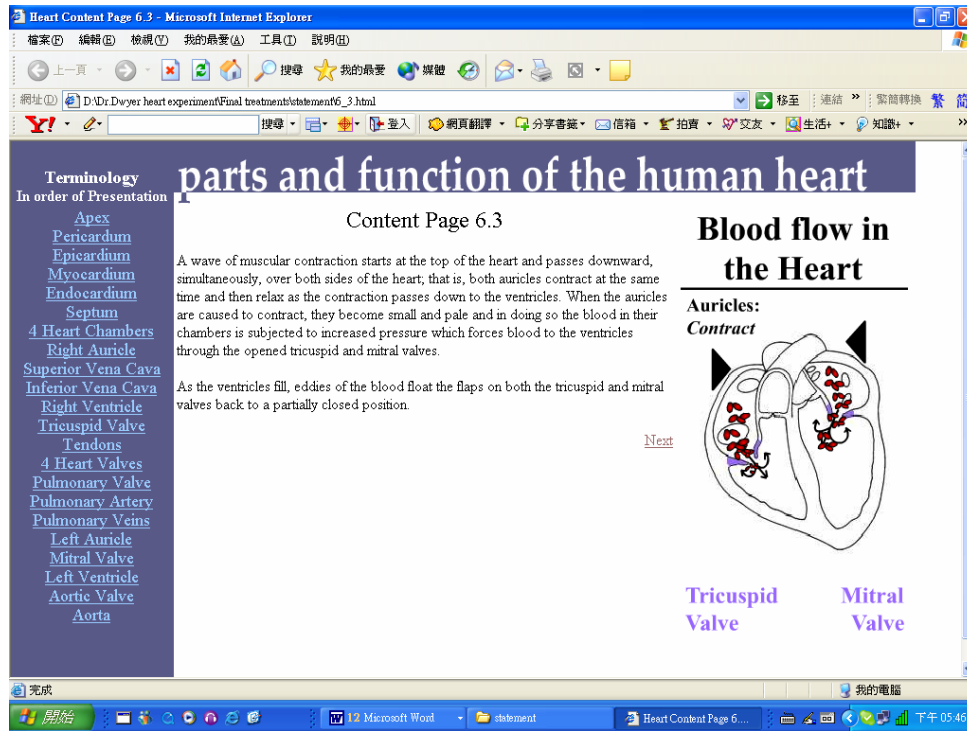 Heart Content Page 6.3 - Microsoft Internet Explorer
檔案(F) 編輯(E) 檢視(V) 我的最愛(A) 工具(T) 說明(H)
上一頁 搜尋 我的最愛 媒體
網址(D) D:\Dr.Dwyer heart experiment\Final treatments\statement\6_3.html 移至 連結 » 繁簡轉換 繁 簡
Y! 搜尋 登入 網頁翻譯 分享書籤+ 信箱 拍賣 交友 生活+ 知識+ »
parts and function of the human heart
Terminology
In order of Presentation
Apex
Pericardum
Epicardium
Myocardium
Endocardium
Septum
4 Heart Chambers
Right Auricle
Superior Vena Cava
Inferior Vena Cava
Right Ventricle
Tricuspid Valve
Tendons
4 Heart Valves
Pulmonary Valve
Pulmonary Artery
Pulmonary Veins
Left Auricle
Mitral Valve
Left Ventricle
Aortic Valve
Aorta
Content Page 6.3
A wave of muscular contraction starts at the top of the heart and passes downward,
simultaneously, over both sides of the heart; that is, both auricles contract at the same
time and then relax as the contraction passes down to the ventricles. When the auricles
are caused to contract, they become small and pale and in doing so the blood in their
chambers is subjected to increased pressure which forces blood to the ventricles
through the opened tricuspid and mitral valves.
As the ventricles fill, eddies of the blood float the flaps on both the tricuspid and mitral
valves back to a partially closed position.
Next
Blood flow in
the Heart
Auricles:
Contract
Tricuspid Mitral
Valve Valve
完成 我的電腦
開始 12 Microsoft Word statement Heart Content Page 6.... 下午 05:46